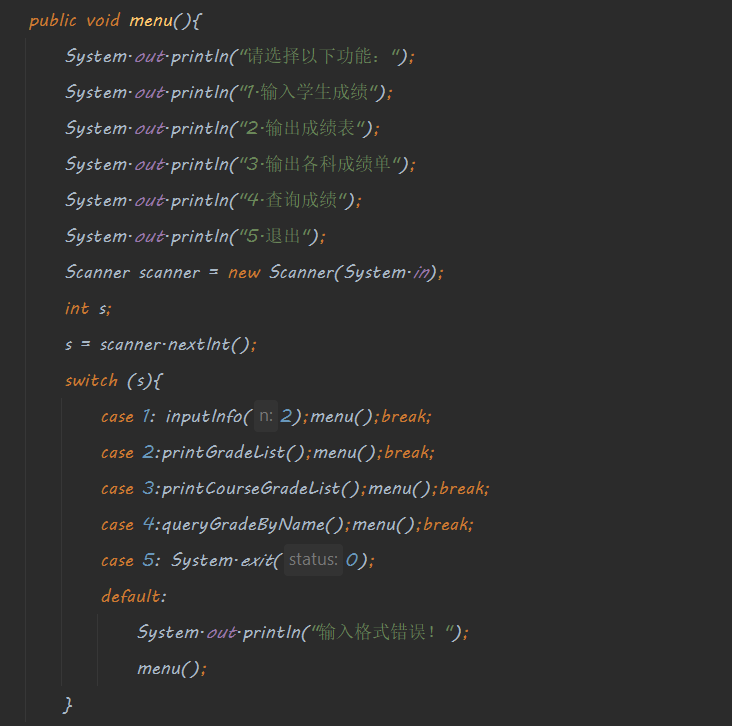 public void menu(){
System.out.println("请选择以下功能：");
System.out.println("1.输入学生成绩");
System.out.println("2.输出成绩表");
System.out.println("3.输出各科成绩单");
System.out.println("4.查询成绩");
System.out.println("5.退出");
Scanner scanner = new Scanner(System.in);
int s;
s = scanner.nextInt();
switch (s){
case 1: inputInfo( n: 2);menu();break;
case 2:printGradeList();menu();break;
case 3:printCourseGradeList();menu();break;
case 4:queryGradeByName();menu();break;
case 5: System.exit( status: 0);
default:
System.out.println("输入格式错误！");
menu();
}